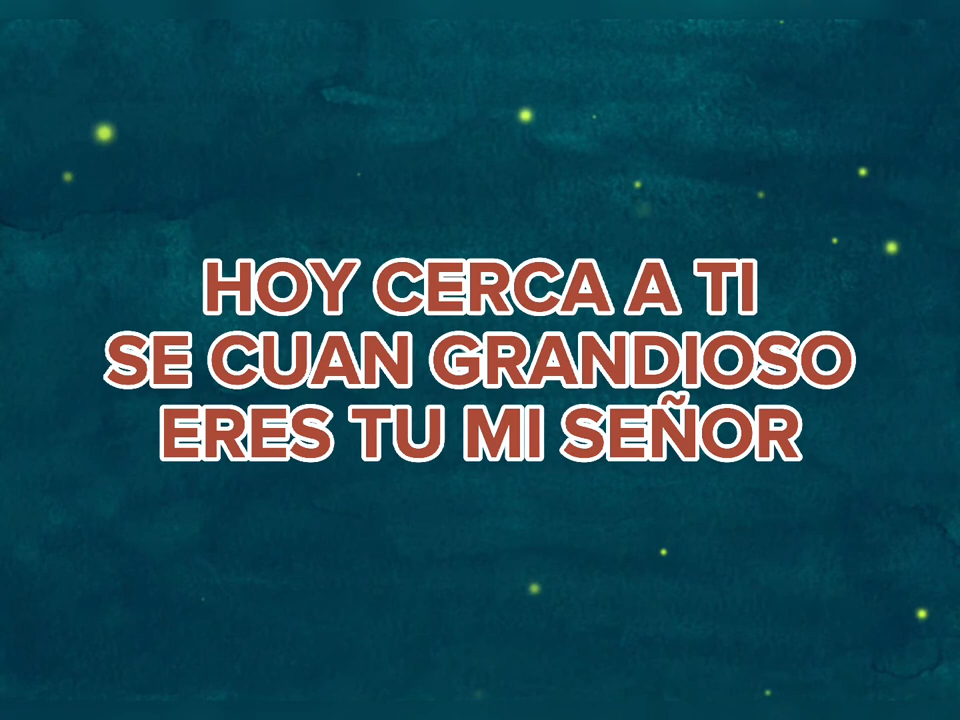 HOY CERCA A TI
SE CUAN GRANDIOSO
ERES TU MI SEÑOR